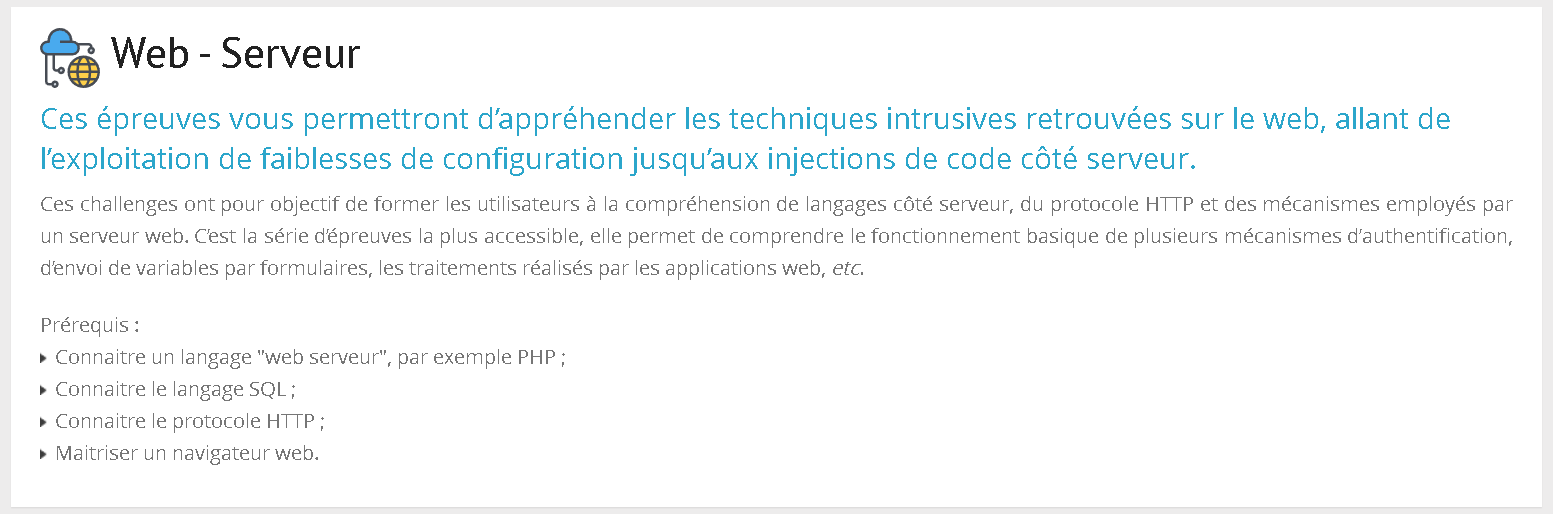 Web - Serveur
Ces épreuves vous permettront d’appréhender les techniques intrusives retrouvées sur le web, allant de
l’exploitation de faiblesses de configuration jusqu’aux injections de code côté serveur.
Ces challenges ont pour objectif de former les utilisateurs à la compréhension de langages côté serveur, du protocole HTTP et des mécanismes employés par
un serveur web. C’est la série d’épreuves la plus accessible, elle permet de comprendre le fonctionnement basique de plusieurs mécanismes d’authentification,
d’envoi de variables par formulaires, les traitements réalisés par les applications web, etc.
Prérequis :
Connaitre un langage "web serveur", par exemple PHP ;
Connaitre le langage SQL ;
Connaitre le protocole HTTP ;
Maitriser un navigateur web.